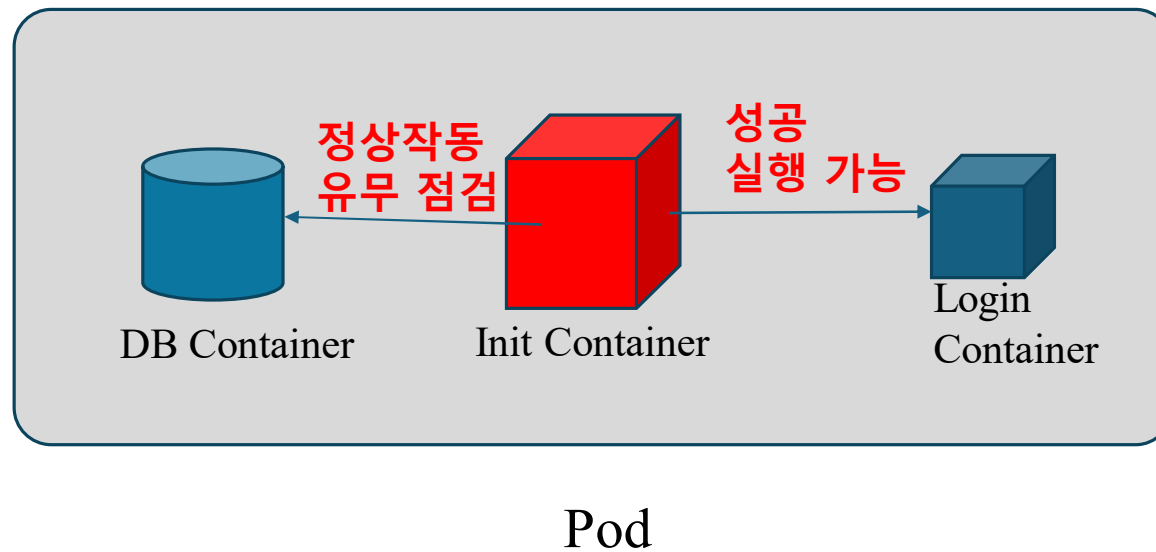 정상작동
유무 점검
성공
실행 가능
DB Container
Init Container
Login
Container
Pod